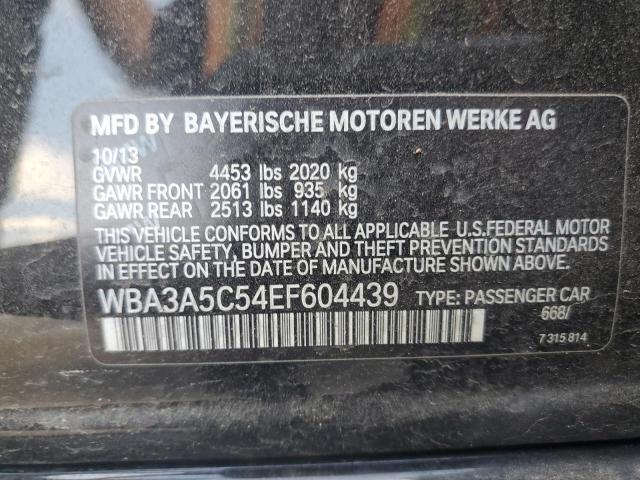 MFD BY BAYERISCHE MOTOREN WERKE AG
10/13
GVWR 4453 lbs 2020 kg
GAWR FRONT 2061 lbs 935 kg
GAWR REAR 2513 lbs 1140 kg
THIS VEHICLE CONFORMS TO ALL APPLICABLE U.S.FEDERAL MOTOR
VEHICLE SAFETY, BUMPER AND THEFT PREVENTION STANDARDS
IN EFFECT ON THE DATE OF MANUFACTURE SHOWN ABOVE.
WBA3A5C54EF604439 TYPE: PASSENGER CAR
668/
7 315 814